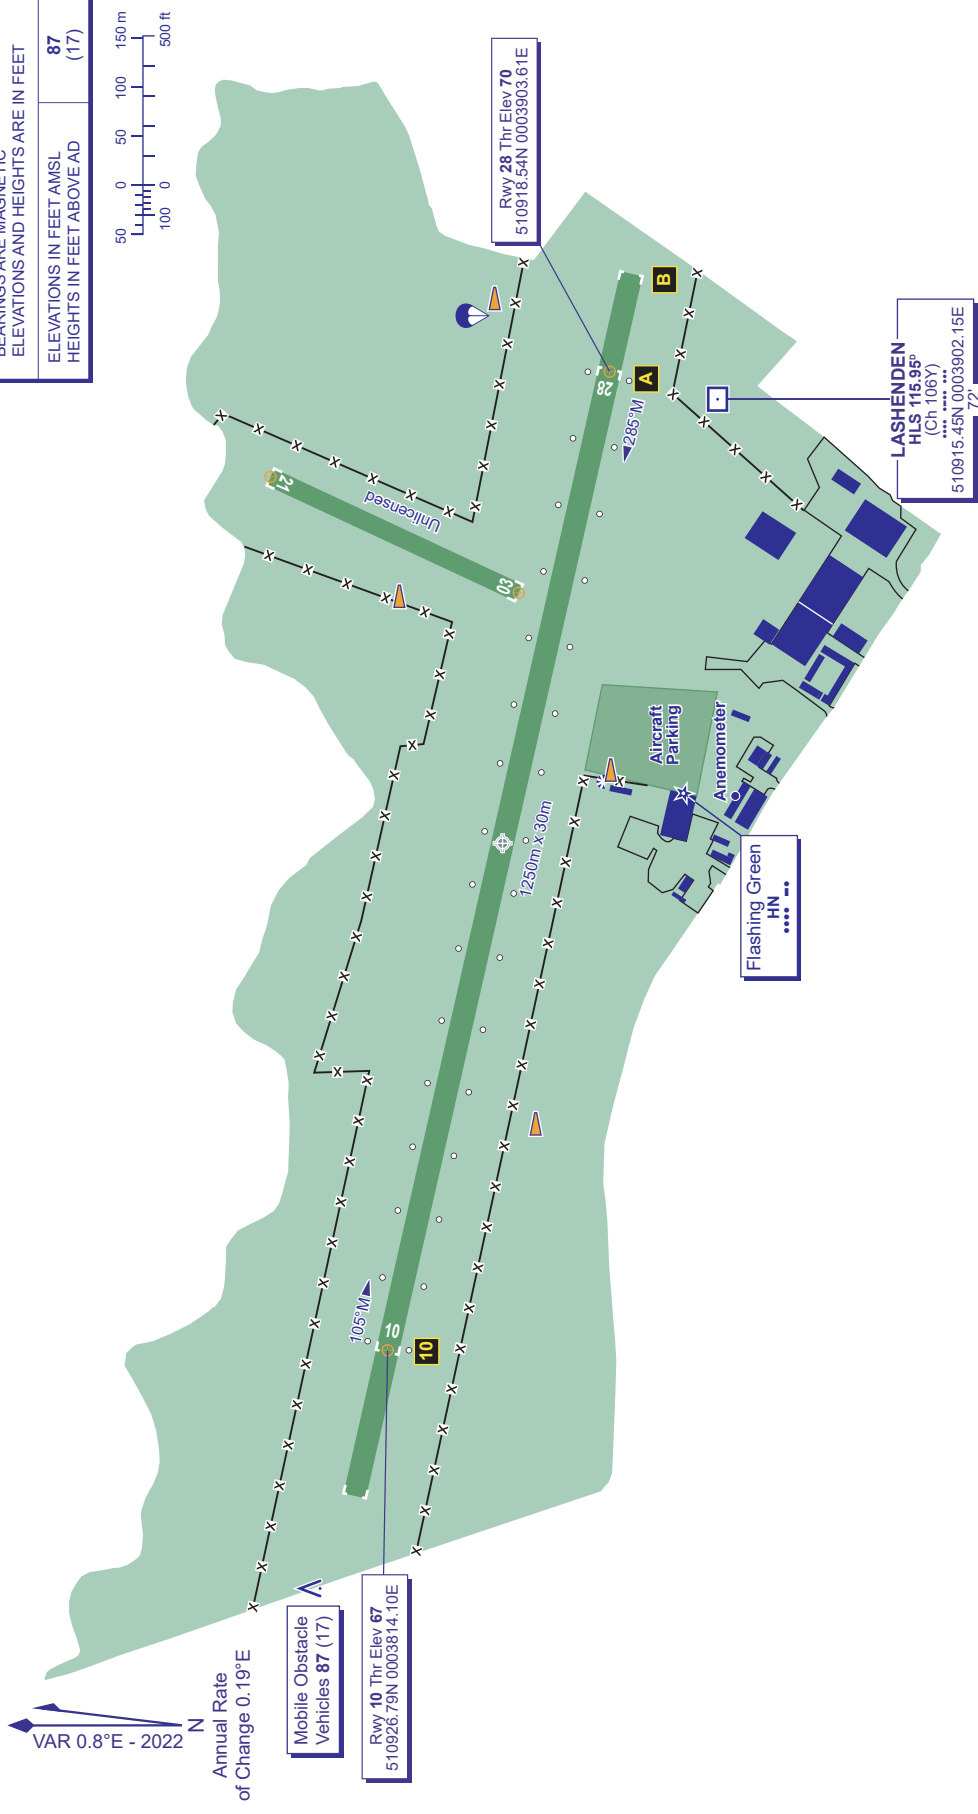 BEARINGS ARE MAGNETIC
ELEVATIONS AND HEIGHTS ARE IN FEET
ELEVATIONS IN FEET AMSL
HEIGHTS IN FEET ABOVE AD
87
(17)
50 0 50 100 150 m
100 0 500 ft
Rwy 28 Thr Elev 70
510918.54N 0003903.61E
B
A
28
285°M
21
Unlicensed
03
LASHENDEN
HLS 115.95ᴰ
(Ch 106Y)
•••• •–•• •••
510915.45N 0003902.15E
72'
Aircraft
Parking
Anemometer
1250m x 30m
Flashing Green
HN
•••• –•
105°M
10
10
Mobile Obstacle
Vehicles 87 (17)
Rwy 10 Thr Elev 67
510926.79N 0003814.10E
VAR 0.8°E - 2022
N
Annual Rate
of Change 0.19°E